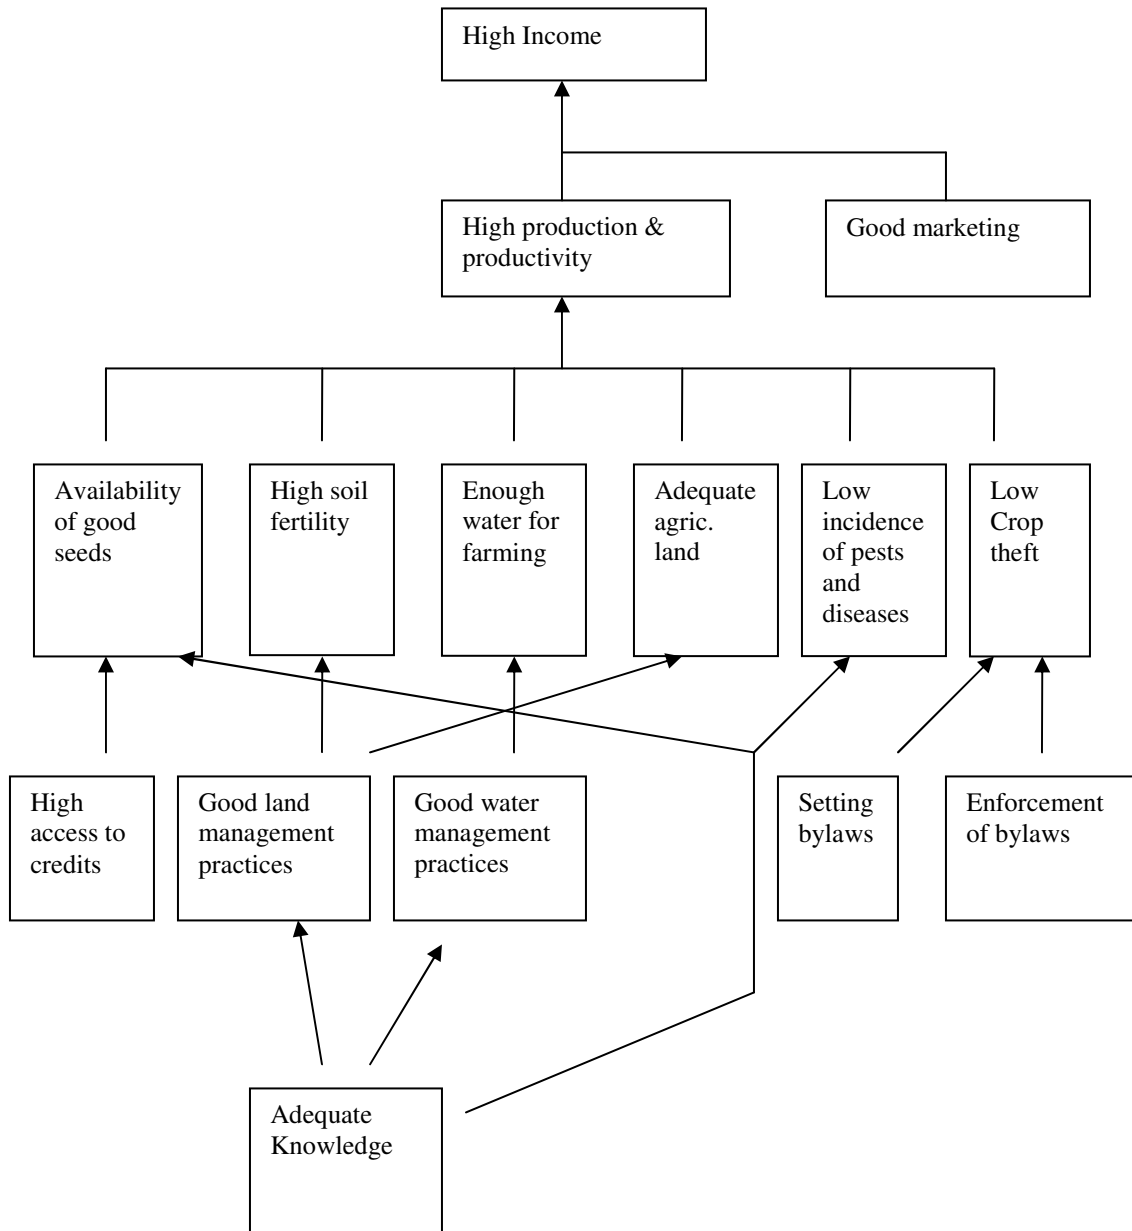 High Income
High production &
productivity
Good marketing
Availability
of good
seeds
High soil
fertility
Enough
water for
farming
Adequate
agric.
land
Low
incidence
of pests
and
diseases
Low
Crop
theft
High
access to
credits
Good land
management
practices
Good water
management
practices
Setting
bylaws
Enforcement
of bylaws
Adequate
Knowledge